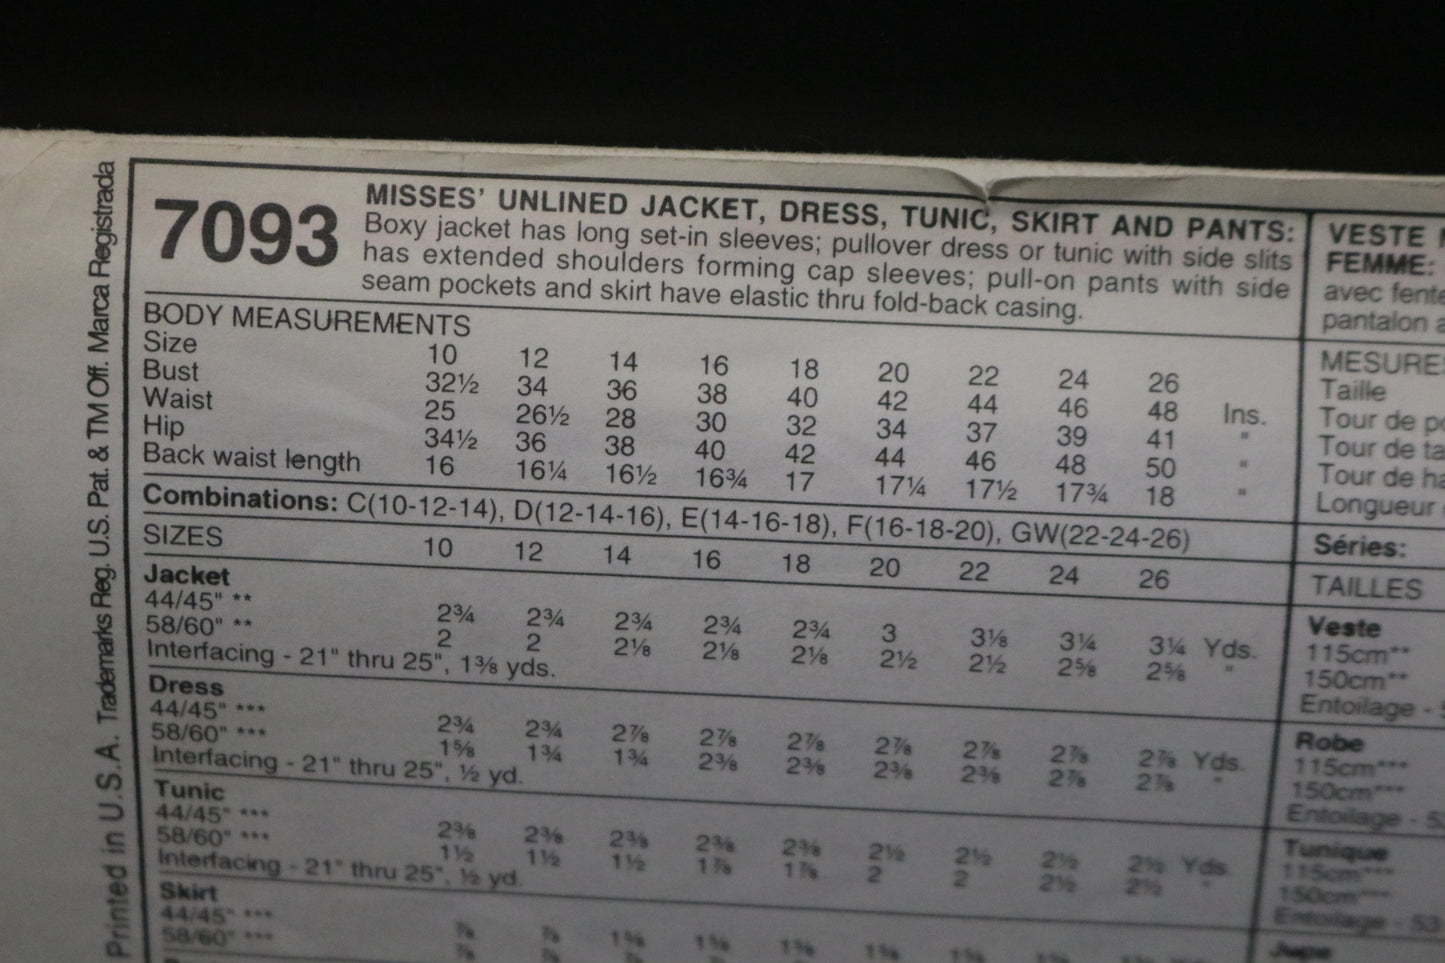 7093
MISSES' UNLINED JACKET, DRESS, TUNIC, SKIRT AND PANTS:
Boxy jacket has long set-in sleeves; pullover dress or tunic with side slits
has extended shoulders forming cap sleeves; pull-on pants with side
seam pockets and skirt have elastic thru fold-back casing.
BODY MEASUREMENTS
Size 10 12 14 16 18 20 22 24 26
Bust 32½ 34 36 38 40 42 44 46 48 Ins.
Waist 25 26½ 28 30 32 34 37 39 41 "
Hip 34½ 36 38 40 42 44 46 48 50 "
Back waist length 16 16¼ 16½ 16¾ 17 17¼ 17½ 17¾ 18 "
Combinations: C(10-12-14), D(12-14-16), E(14-16-18), F(16-18-20), GW(22-24-26)
SIZES 10 12 14 16 18 20 22 24 26
Jacket
44/45" ** 2¾ 2¾ 2¾ 2¾ 2¾ 3 3⅛ 3¼ 3¼ Yds.
58/60" ** 2 2 2⅛ 2⅛ 2⅛ 2½ 2½ 2⅝ 2⅝ "
Interfacing - 21" thru 25", 1⅜ yds.
Dress
44/45" *** 2¾ 2¾ 2⅞ 2⅞ 2⅞ 2⅞ 2⅞ 2⅞ 2⅞ Yds.
58/60" *** 1⅝ 1¾ 1¾ 2⅜ 2⅜ 2⅜ 2⅜ 2⅞ 2⅞ "
Interfacing - 21" thru 25", ½ yd.
Tunic
44/45" *** 2⅜ 2⅜ 2⅜ 2⅜ 2⅜ 2½ 2½ 2½ 2½ Yds.
58/60" *** 1½ 1½ 1½ 1⅞ 1⅞ 2 2 2½ 2½ "
Interfacing - 21" thru 25", ½ yd.
Skirt
44/45" ***
58/60" ***
VESTE
FEMME:
avec
pantalon
MESURES
Taille
Tour de
Tour de
Tour de
Longueur
Séries:
TAILLES
Veste
115cm**
150cm**
Entoilage -
Robe
115cm***
150cm***
Entoilage -
Tunique
115cm***
150cm***
Entoilage - 53
Jupe
Printed in U.S.A. Trademarks Reg. U.S. Pat. & TM Off. Marca Registrada